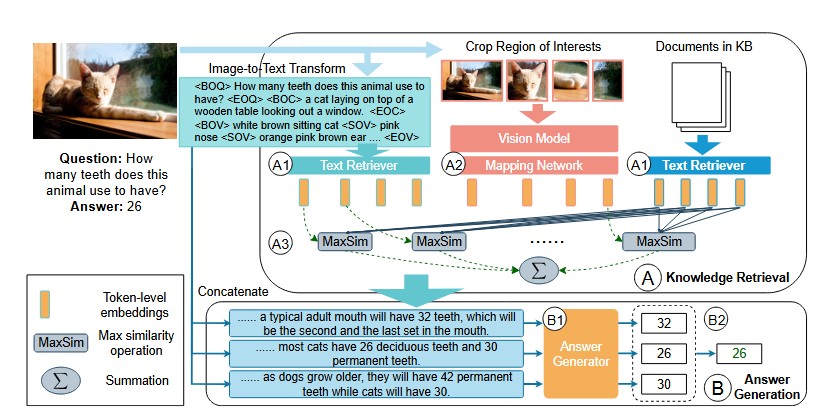 Crop Region of Interests
Documents in KB
Image-to-Text Transform
<BOQ> How many teeth does this animal use to
have? <EOQ> <BOC> a cat laying on top of a
wooden table looking out a window. <EOC>
<BOV> white brown sitting cat <SOV> pink
nose <SOV> orange pink brown ear .... <EOV>
Vision Model
Question: How
many teeth does this
animal use to have?
Answer: 26
A1
Text Retriever
A2
Mapping Network
A1
Text Retriever
A3
MaxSim
MaxSim
......
MaxSim
Σ
A Knowledge Retrieval
Token-level
embeddings
MaxSim
Max similarity
operation
Σ
Summation
Concatenate
...... a typical adult mouth will have 32 teeth, which will
be the second and the last set in the mouth.
...... most cats have 26 deciduous teeth and 30
permanent teeth.
...... as dogs grow older, they will have 42 permanent
teeth while cats will have 30.
B1
Answer
Generator
32
26
30
B2
26
B Answer
Generation